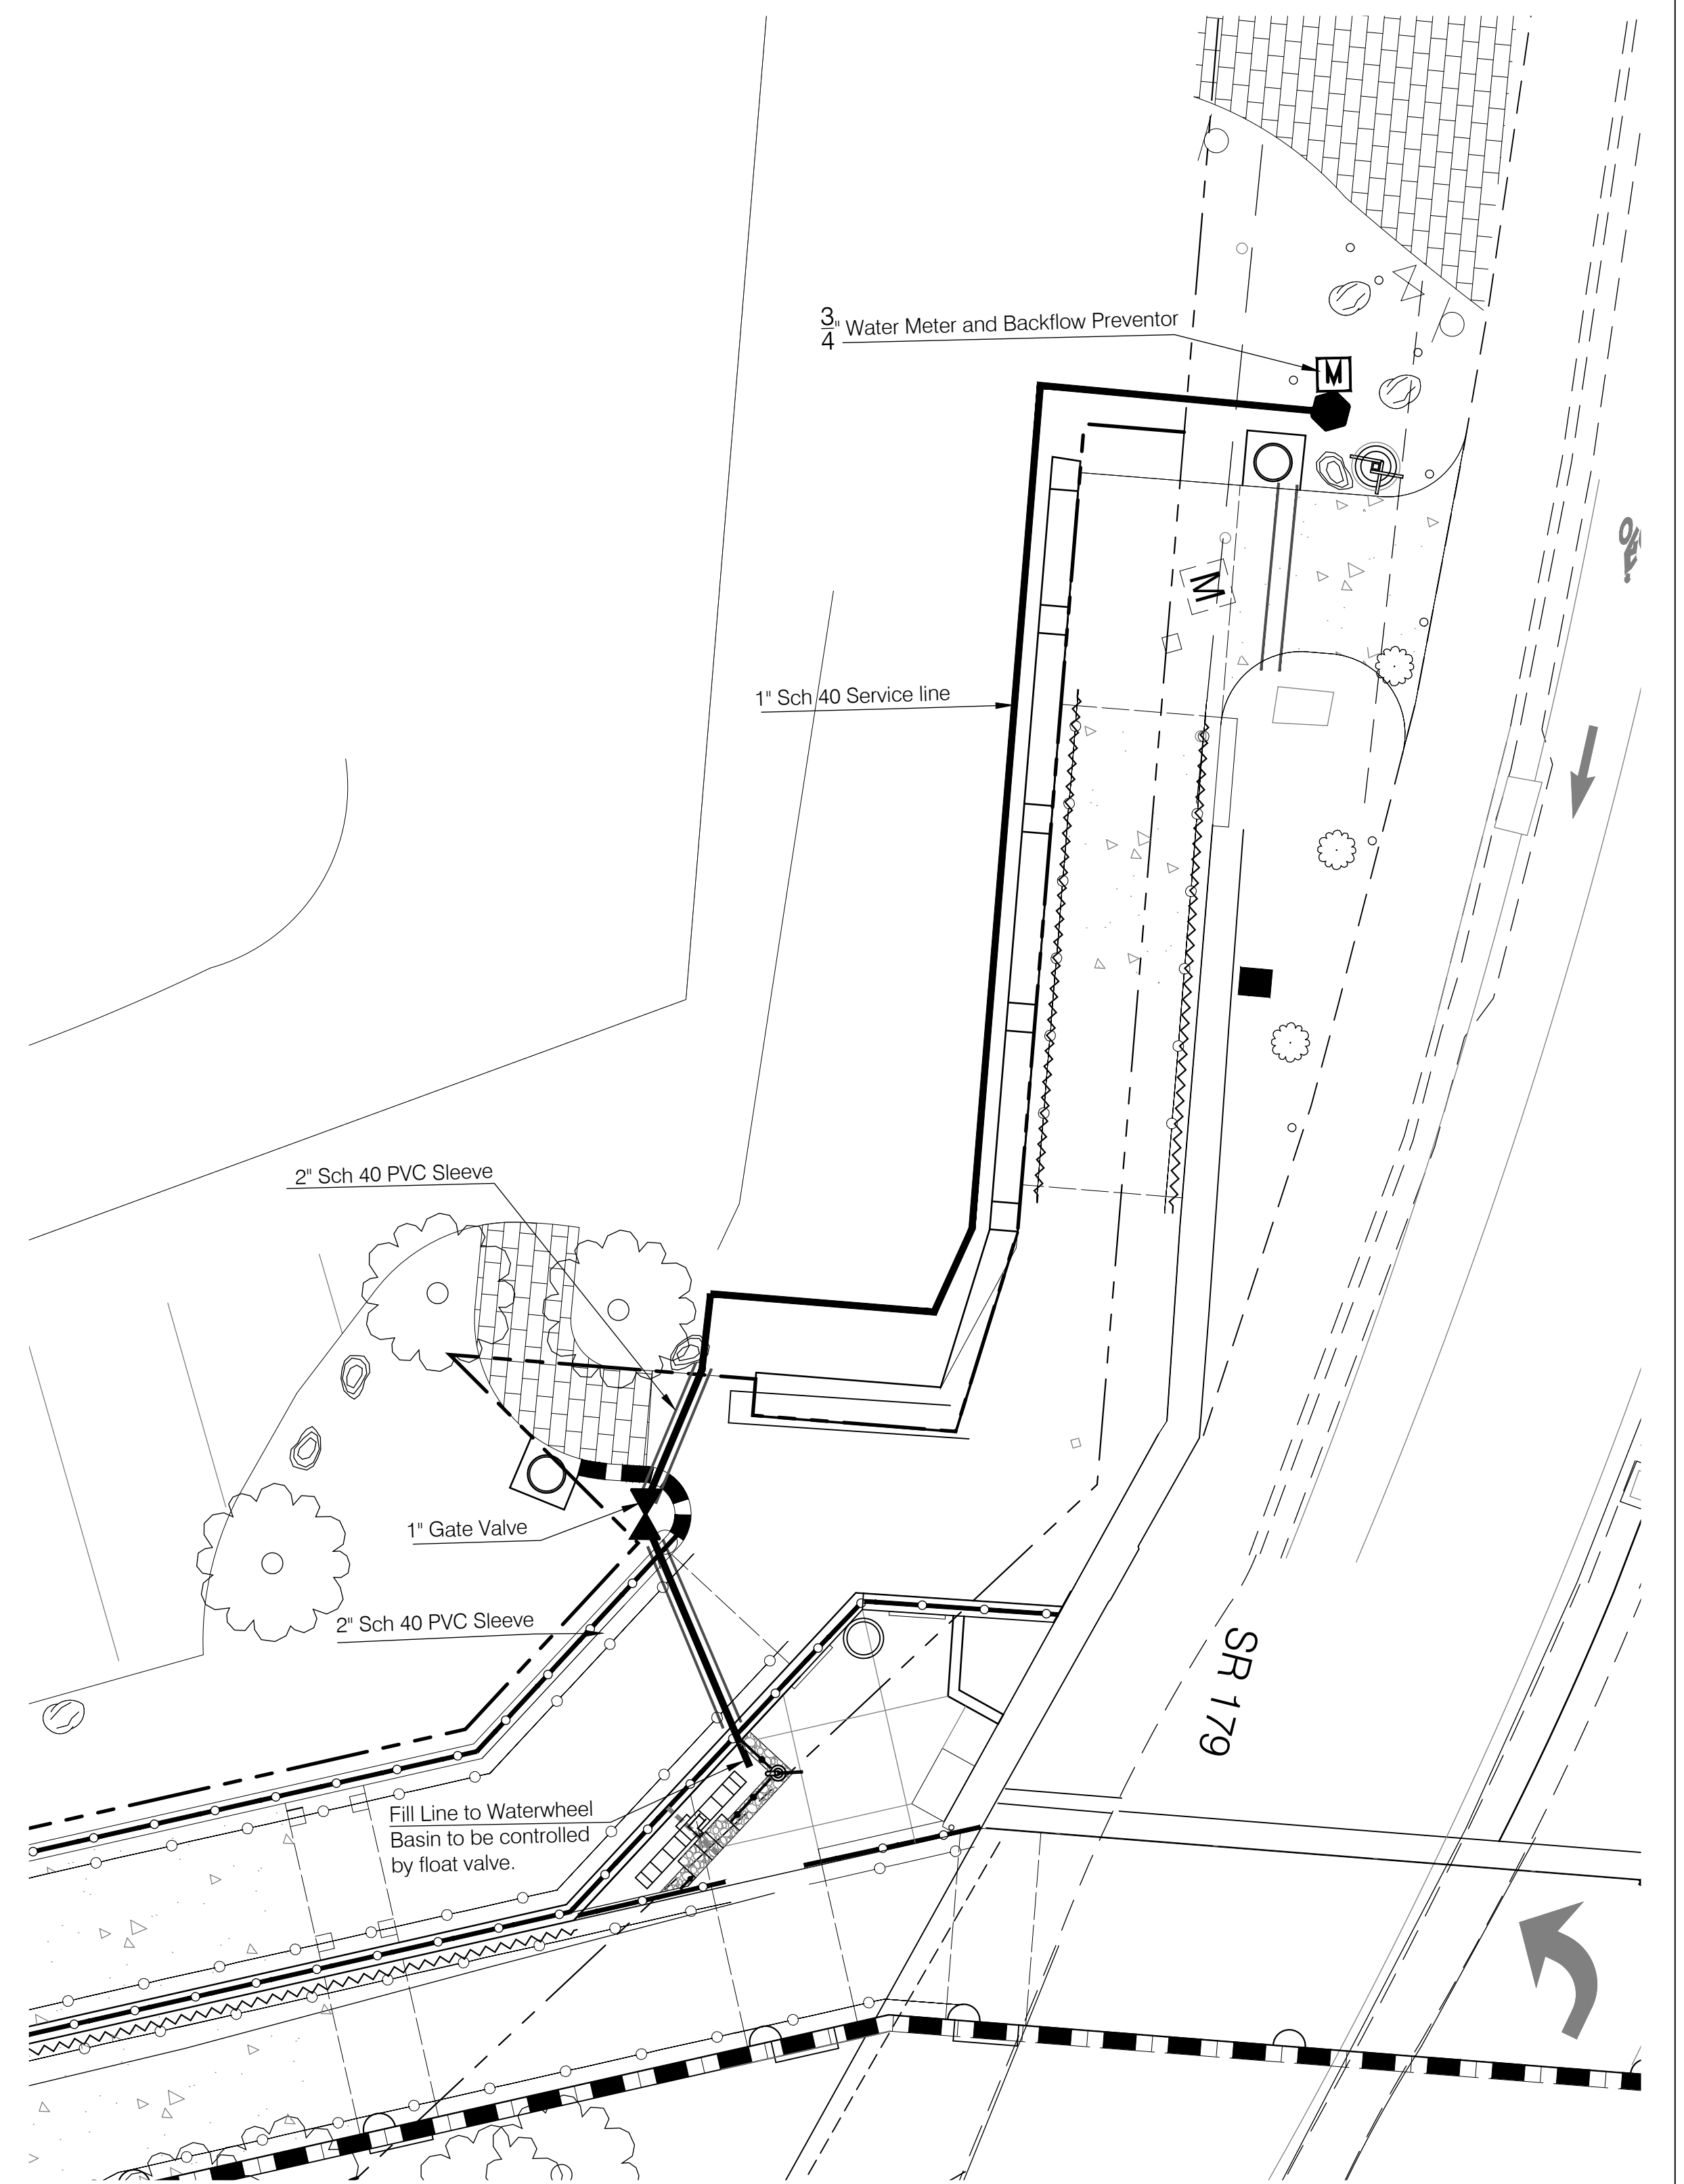 3/4" Water Meter and Backflow Preventor
M
M
1" Sch 40 Service line
2" Sch 40 PVC Sleeve
1" Gate Valve
2" Sch 40 PVC Sleeve
SR 179
Fill Line to Waterwheel
Basin to be controlled
by float valve.